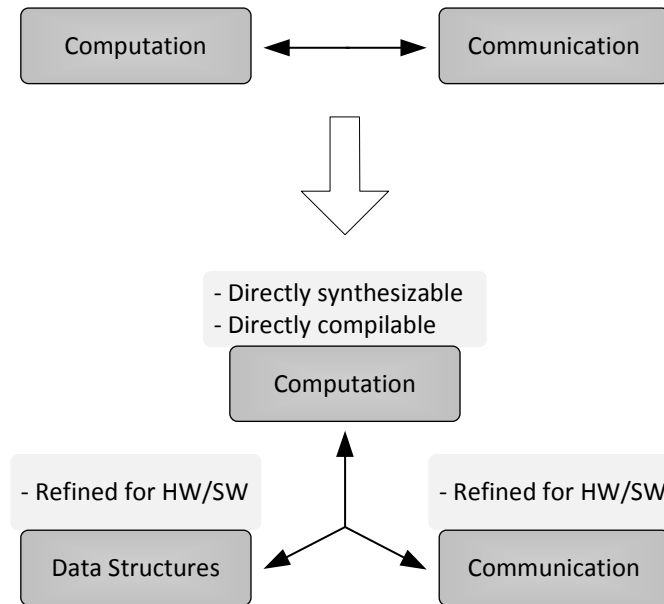 Computation
Communication
- Directly synthesizable
- Directly compilable
Computation
- Refined for HW/SW
- Refined for HW/SW
Data Structures
Communication